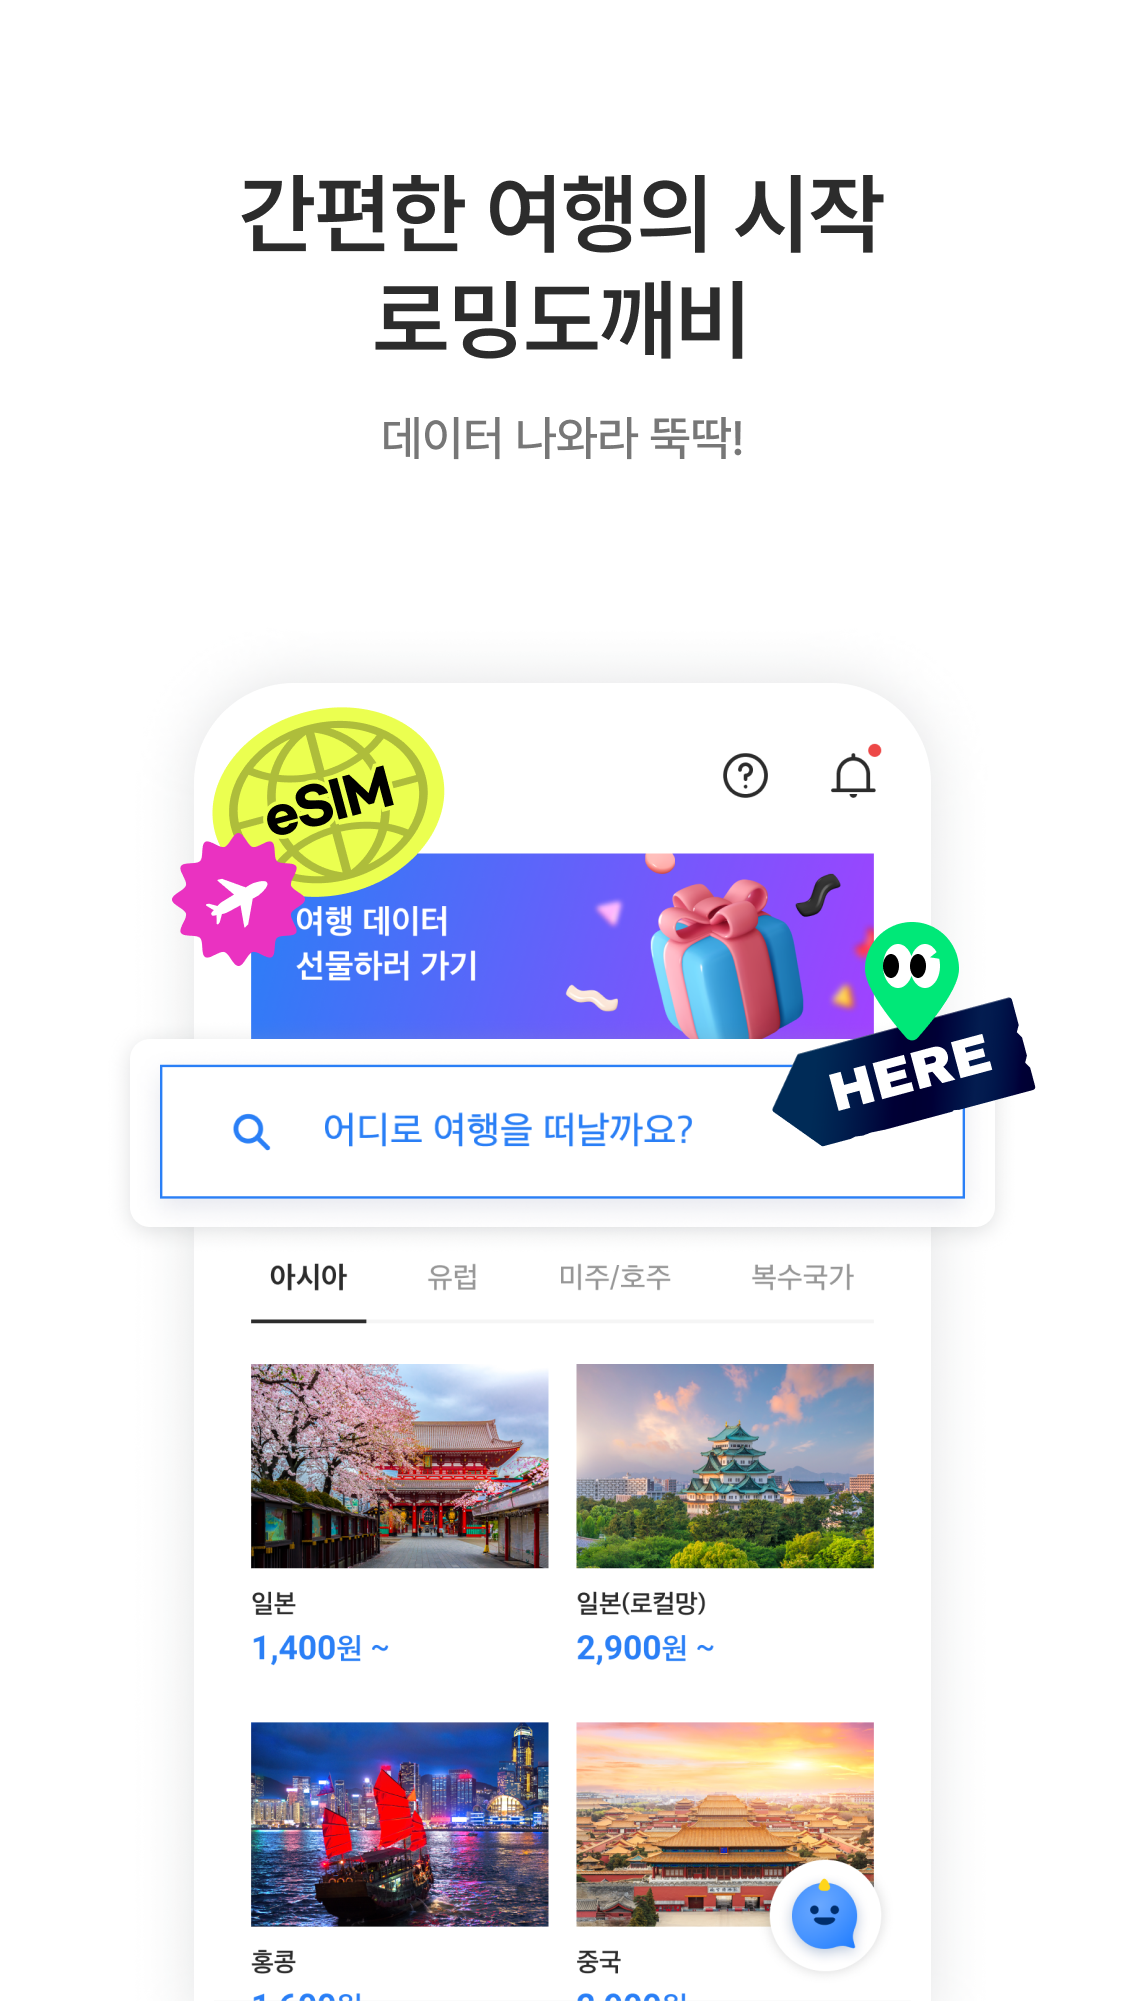 간편한 여행의 시작
로밍도깨비
데이터 나와라 뚝딱!
eSIM
여행 데이터
선물하러 가기
HERE
어디로 여행을 떠날까요?
아시아 유럽 미주/호주 복수국가
일본 일본(로컬망)
1,400원 ~ 2,900원 ~
홍콩 중국